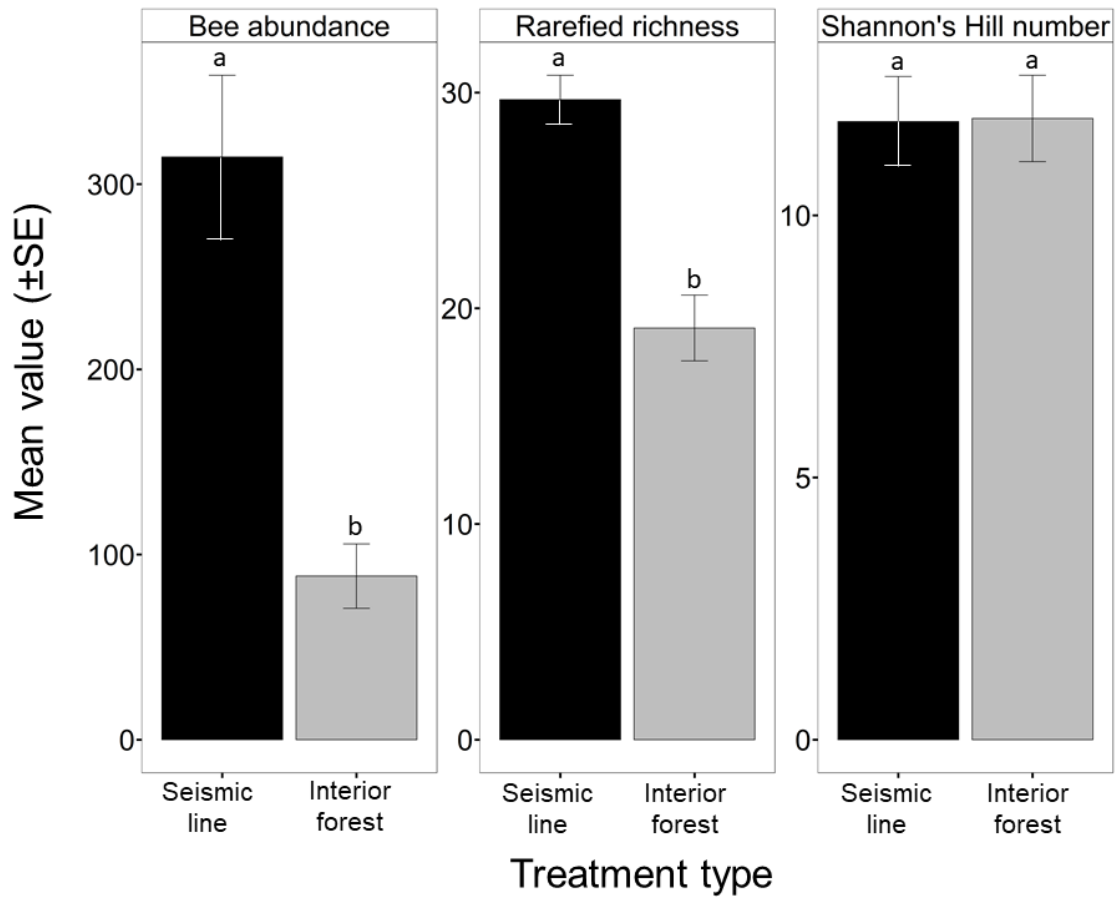 Bee abundance
Rarefied richness
Shannon's Hill number
Mean value (±SE)
300
200
100
0
a
b
30
20
10
0
a
b
10
5
0
a
a
Seismic
line
Interior
forest
Seismic
line
Interior
forest
Seismic
line
Interior
forest
Treatment type